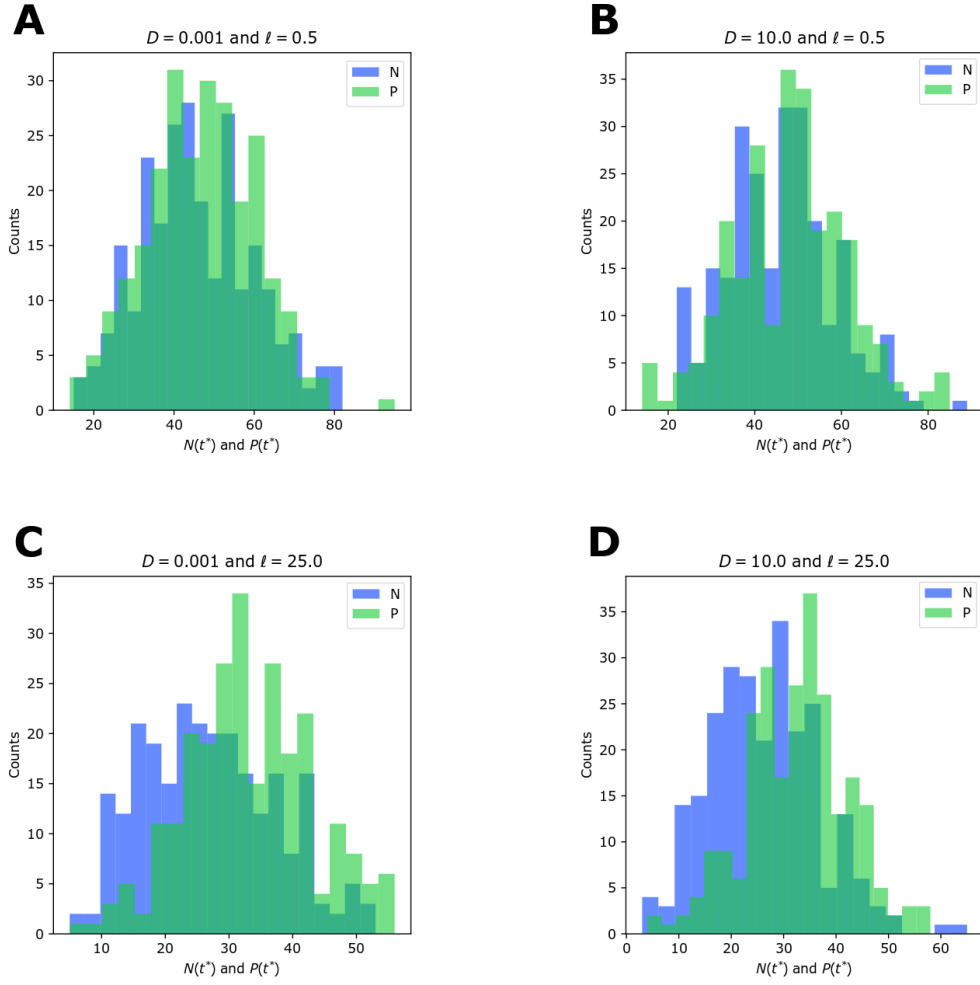 A
D = 0.001 and ℓ = 0.5
N
P
Counts
0
5
10
15
20
25
30
20 40 60 80
N(t*) and P(t*)
B
D = 10.0 and ℓ = 0.5
N
P
Counts
35
30
25
20
15
10
5
0
20 40 60 80
N(t*) and P(t*)
C
D = 0.001 and ℓ = 25.0
N
P
Counts
35
30
25
20
15
10
5
0
10 20 30 40 50
N(t*) and P(t*)
D
D = 10.0 and ℓ = 25.0
N
P
Counts
35
30
25
20
15
10
5
0
0 10 20 30 40 50 60
N(t*) and P(t*)